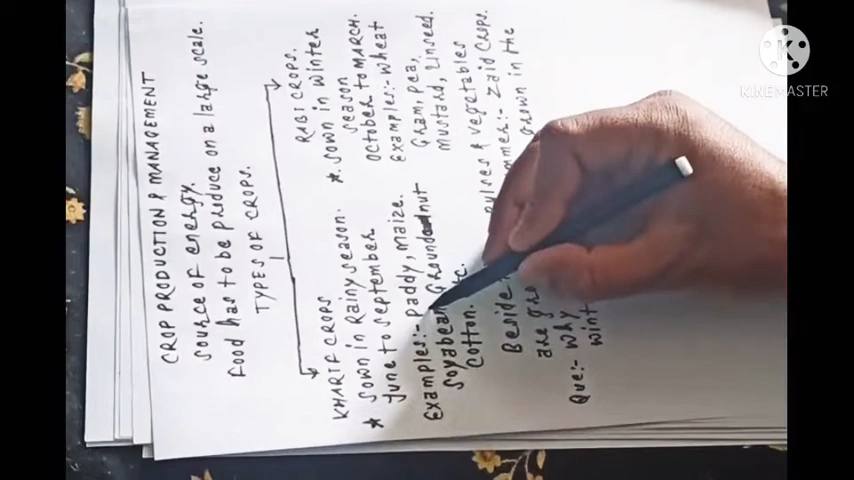 CROP PRODUCTION & MANAGEMENT
source of energy.
Food has to be produce on a large scale.
TYPES OF CROPS.
KHARIF CROPS
★ Sown in Rainy season.
June to september
Examples:- Paddy, Maize.
Soyabean Groundnut
Cotton. etc.
RABI CROPS.
★. Sown in winter
season
October to MARCH.
Examples:- wheat
Gram, Pea,
Mustard, Linseed.
Beside pulses & vegetables
are :- Zaid Crops.
Que:- why grown in the
wint
KINEMASTER